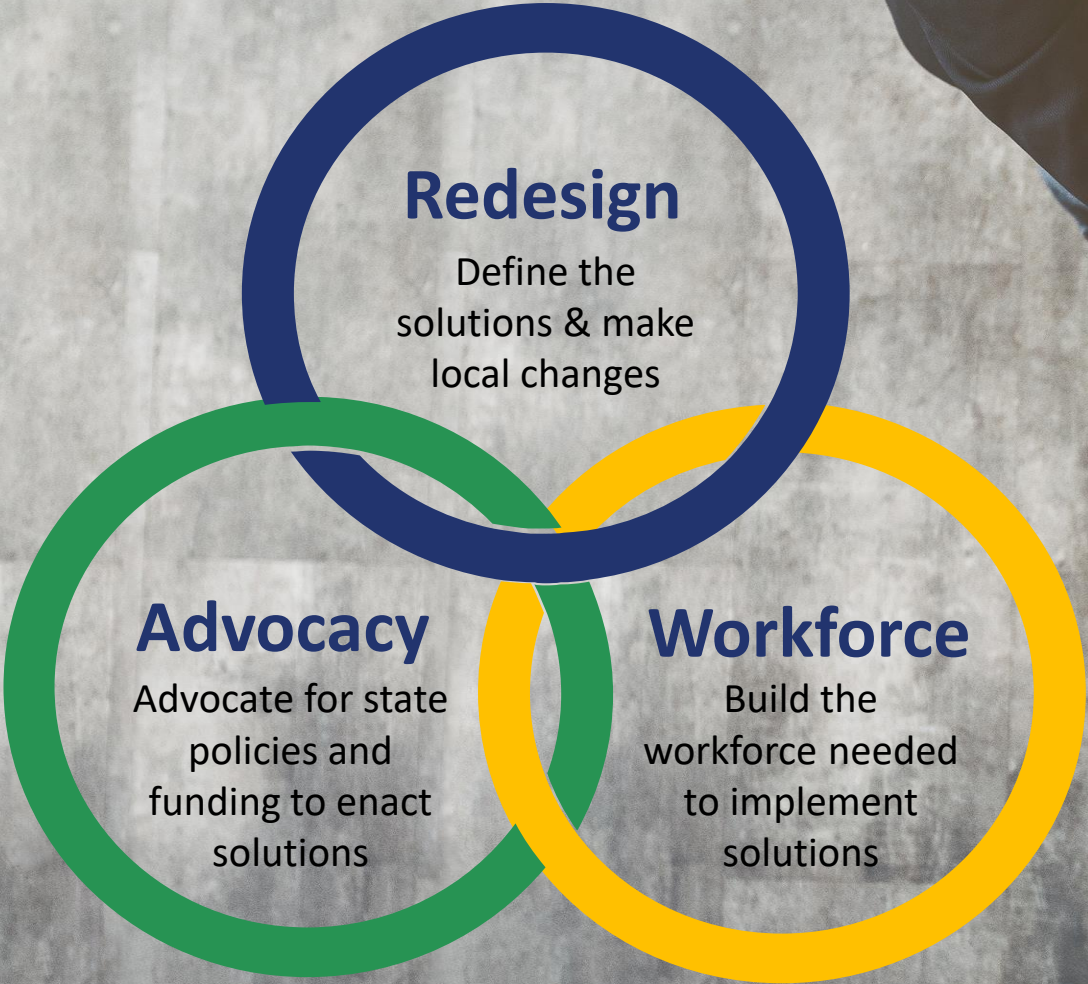 Redesign
Define the
solutions & make
local changes
Advocacy
Advocate for state
policies and
funding to enact
solutions
Workforce
Build the
workforce needed
to implement
solutions